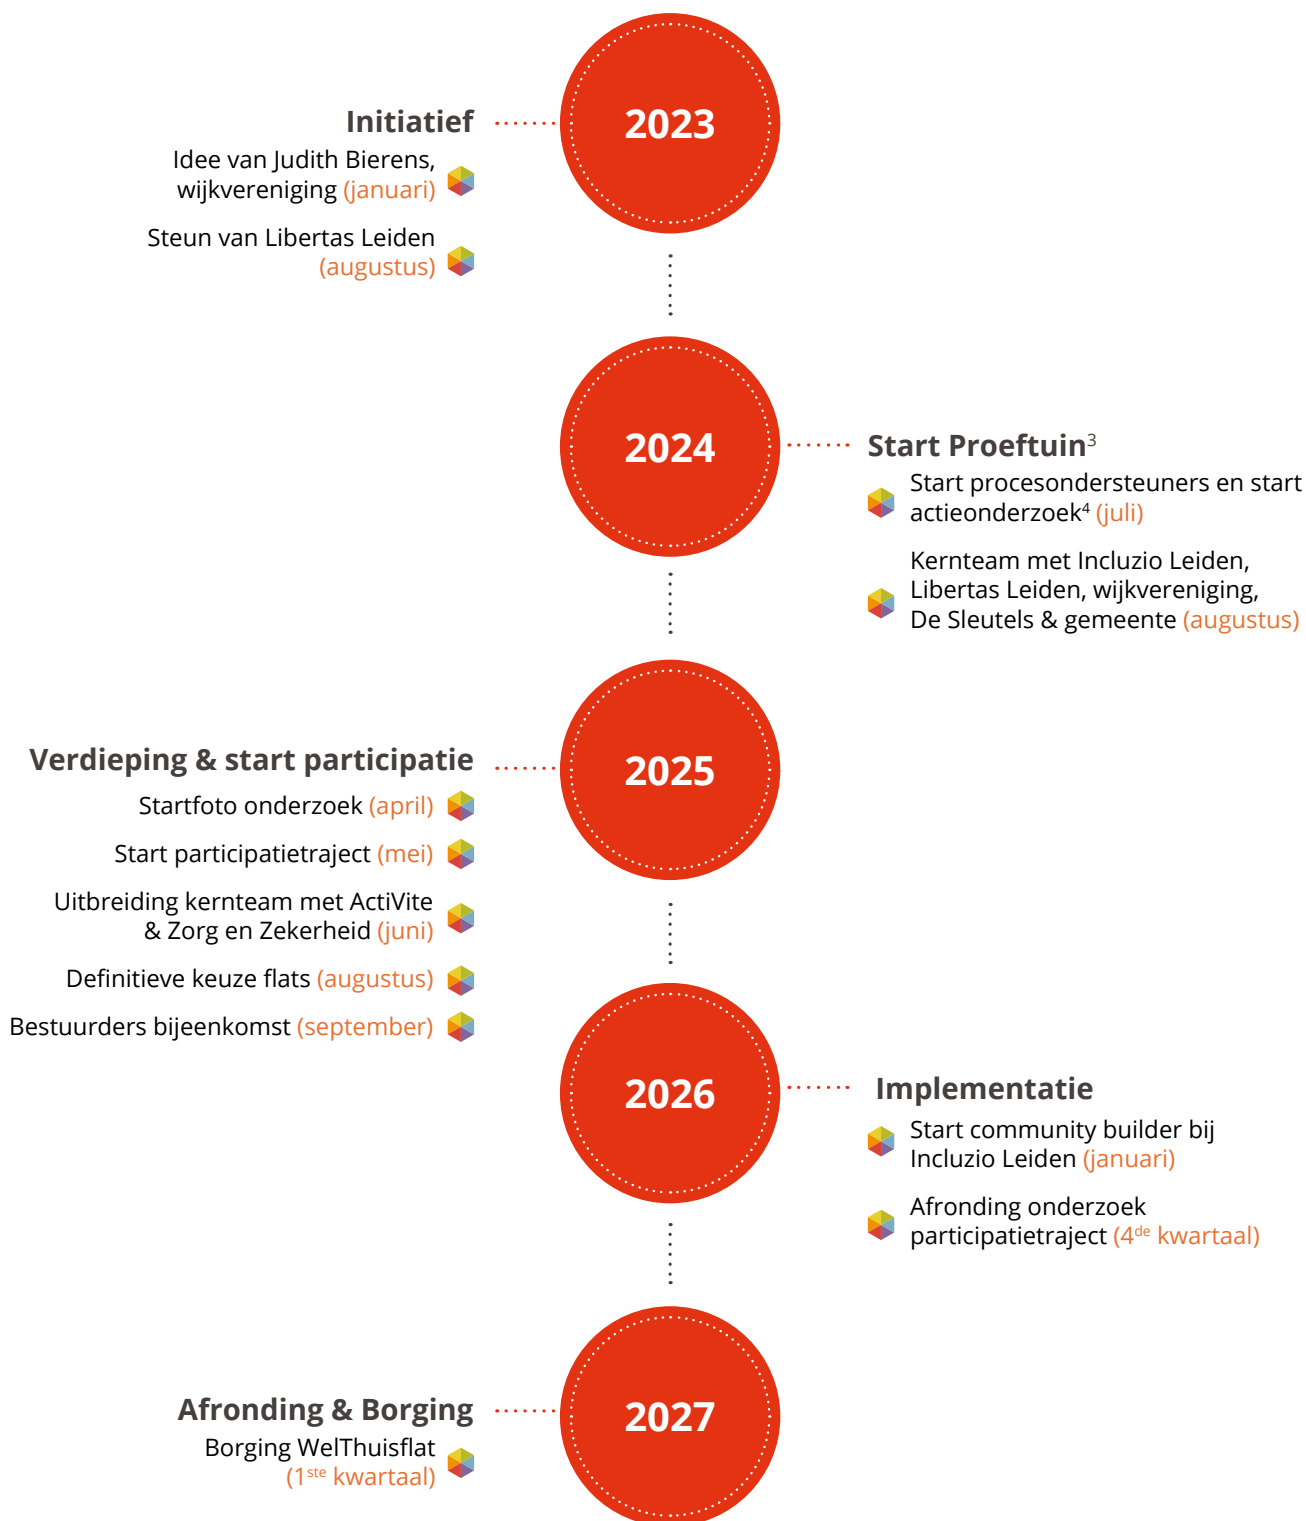 2023
Initiatief
Idee van Judith Bierens,
wijkvereniging (januari)
Steun van Libertas Leiden
(augustus)
2024
Start Proeftuin³
Start procesondersteuners en start
actieonderzoek⁴ (juli)
Kernteam met Incluzio Leiden,
Libertas Leiden, wijkvereniging,
De Sleutels & gemeente (augustus)
2025
Verdieping & start participatie
Startfoto onderzoek (april)
Start participatietraject (mei)
Uitbreiding kernteam met ActiVite
& Zorg en Zekerheid (juni)
Definitieve keuze flats (augustus)
Bestuurders bijeenkomst (september)
2026
Implementatie
Start community builder bij
Incluzio Leiden (januari)
Afronding onderzoek
participatietraject (4de kwartaal)
2027
Afronding & Borging
Borging WelThuisflat
(1ste kwartaal)